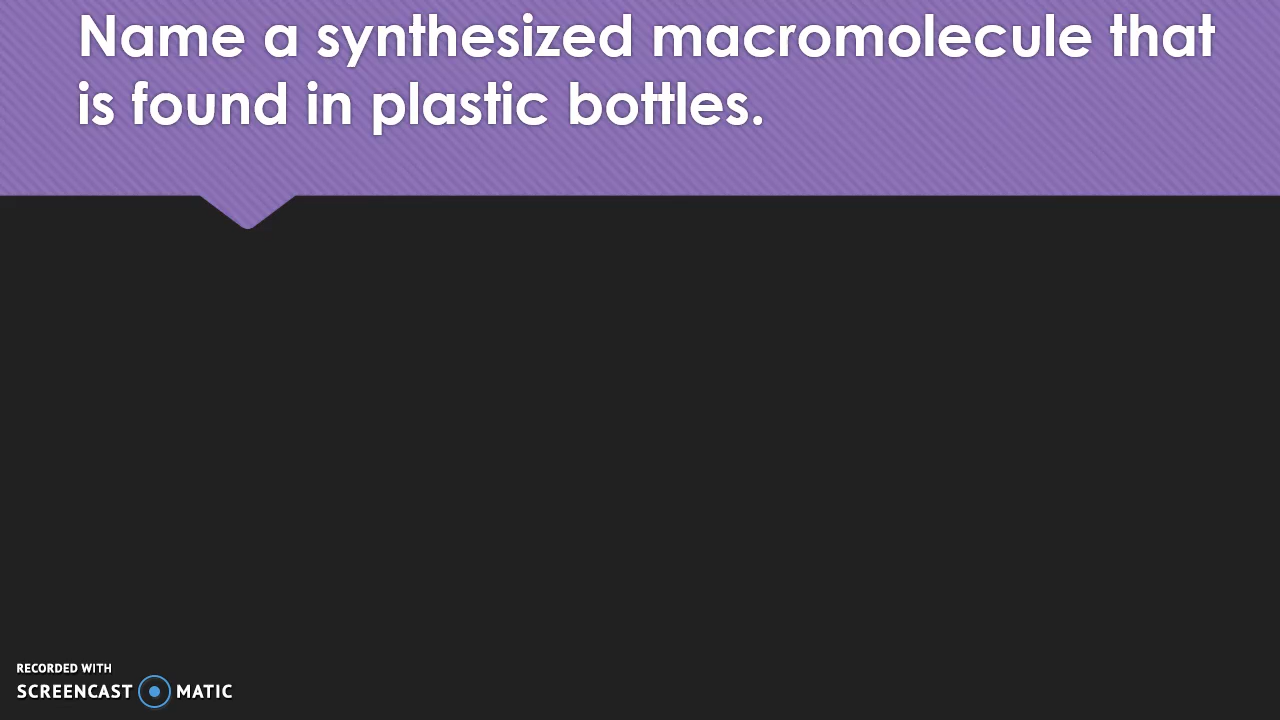 Name a synthesized macromolecule that
is found in plastic bottles.
RECORDED WITH
SCREENCAST MATIC